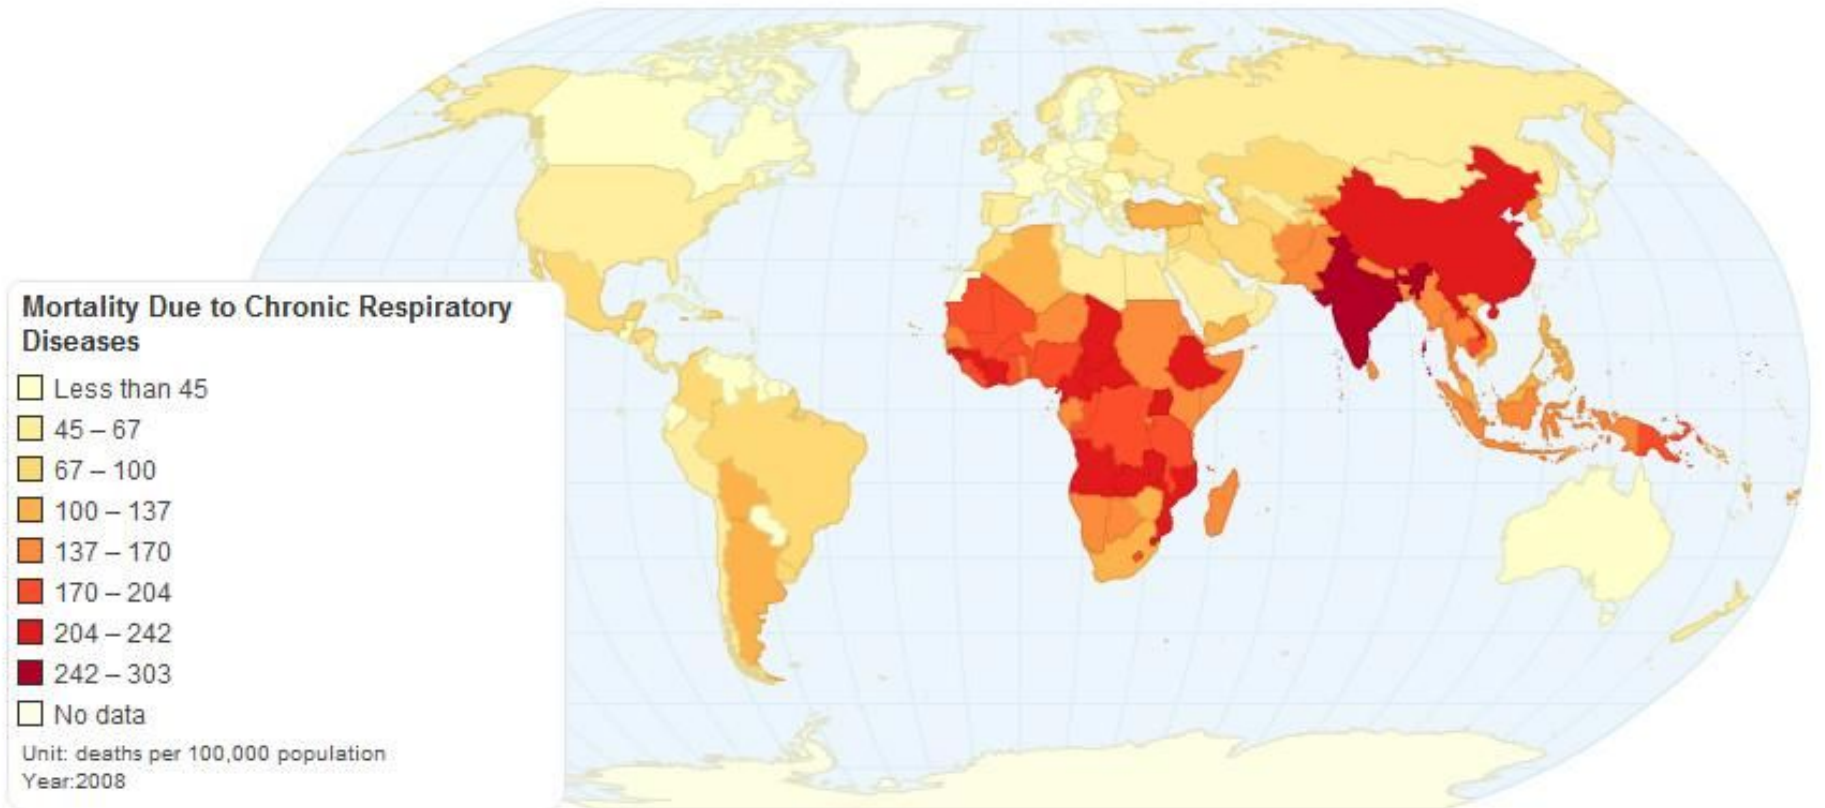 Mortality Due to Chronic Respiratory
Diseases
Less than 45
45 – 67
67 – 100
100 – 137
137 – 170
170 – 204
204 – 242
242 – 303
No data
Unit: deaths per 100,000 population
Year:2008